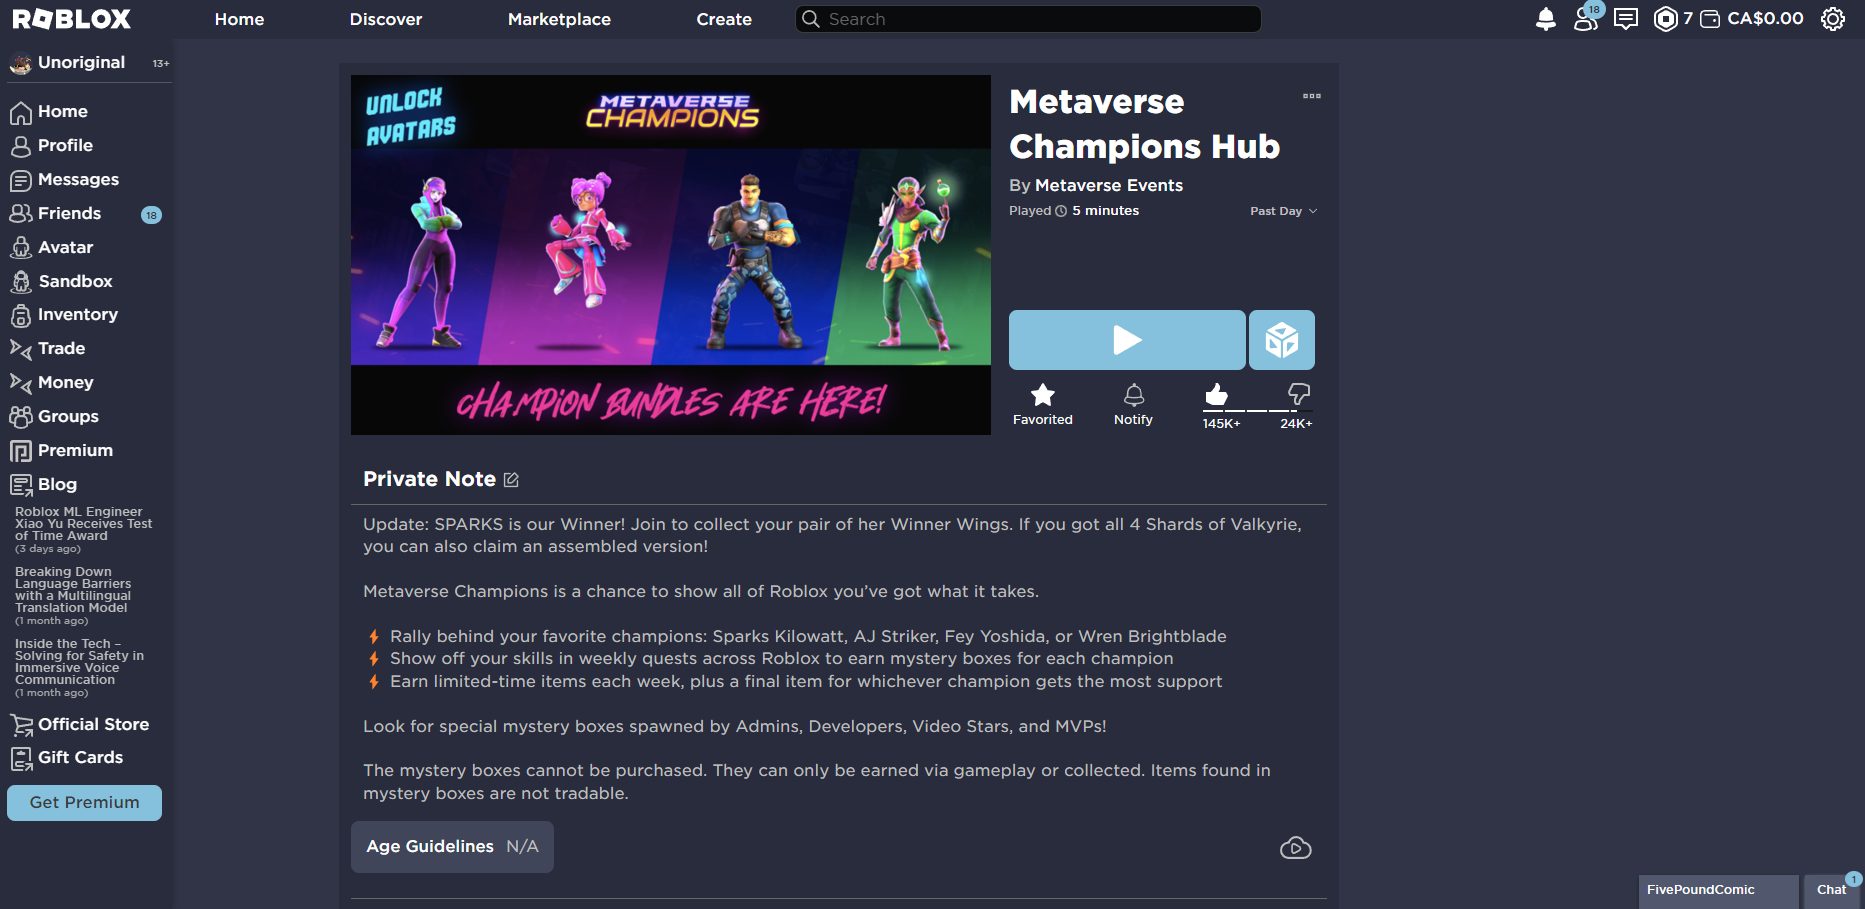 ROBLOX
Home
Discover
Marketplace
Create
Search
18
7
CA$0.00
Unoriginal
13+
Home
Profile
Messages
Friends
18
Avatar
Sandbox
Inventory
Trade
Money
Groups
Premium
Blog
Roblox ML Engineer
Xiao Yu Receives Test
of Time Award
(3 days ago)
Breaking Down
Language Barriers
with a Multilingual
Translation Model
(1 month ago)
Inside the Tech –
Solving for Safety in
Immersive Voice
Communication
(1 month ago)
Official Store
Gift Cards
Get Premium
UNLOCK
AVATARS
METAVERSE
CHAMPIONS
CHAMPION BUNDLES ARE HERE!
Metaverse
Champions Hub
By Metaverse Events
Played 5 minutes
Past Day
Favorited
Notify
145K+
24K+
Private Note
Update: SPARKS is our Winner! Join to collect your pair of her Winner Wings. If you got all 4 Shards of Valkyrie,
you can also claim an assembled version!
Metaverse Champions is a chance to show all of Roblox you’ve got what it takes.
Rally behind your favorite champions: Sparks Kilowatt, AJ Striker, Fey Yoshida, or Wren Brightblade
Show off your skills in weekly quests across Roblox to earn mystery boxes for each champion
Earn limited-time items each week, plus a final item for whichever champion gets the most support
Look for special mystery boxes spawned by Admins, Developers, Video Stars, and MVPs!
The mystery boxes cannot be purchased. They can only be earned via gameplay or collected. Items found in
mystery boxes are not tradable.
Age Guidelines N/A
FivePoundComic
Chat
1